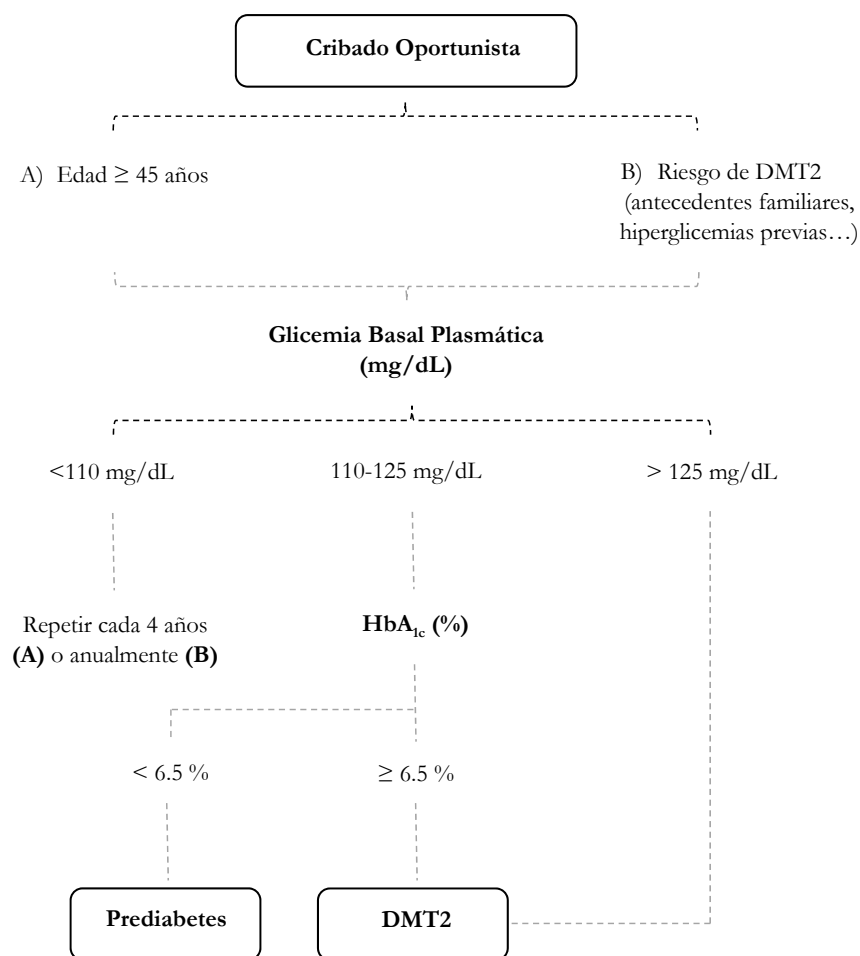 Cribado Oportunista
A) Edad ≥ 45 años
B) Riesgo de DMT2
(antecedentes familiares,
hiperglicemias previas…)
Glicemia Basal Plasmática
(mg/dL)
<110 mg/dL
110-125 mg/dL
> 125 mg/dL
Repetir cada 4 años
(A) o anualmente (B)
HbA1c (%)
< 6.5 %
≥ 6.5 %
Prediabetes
DMT2